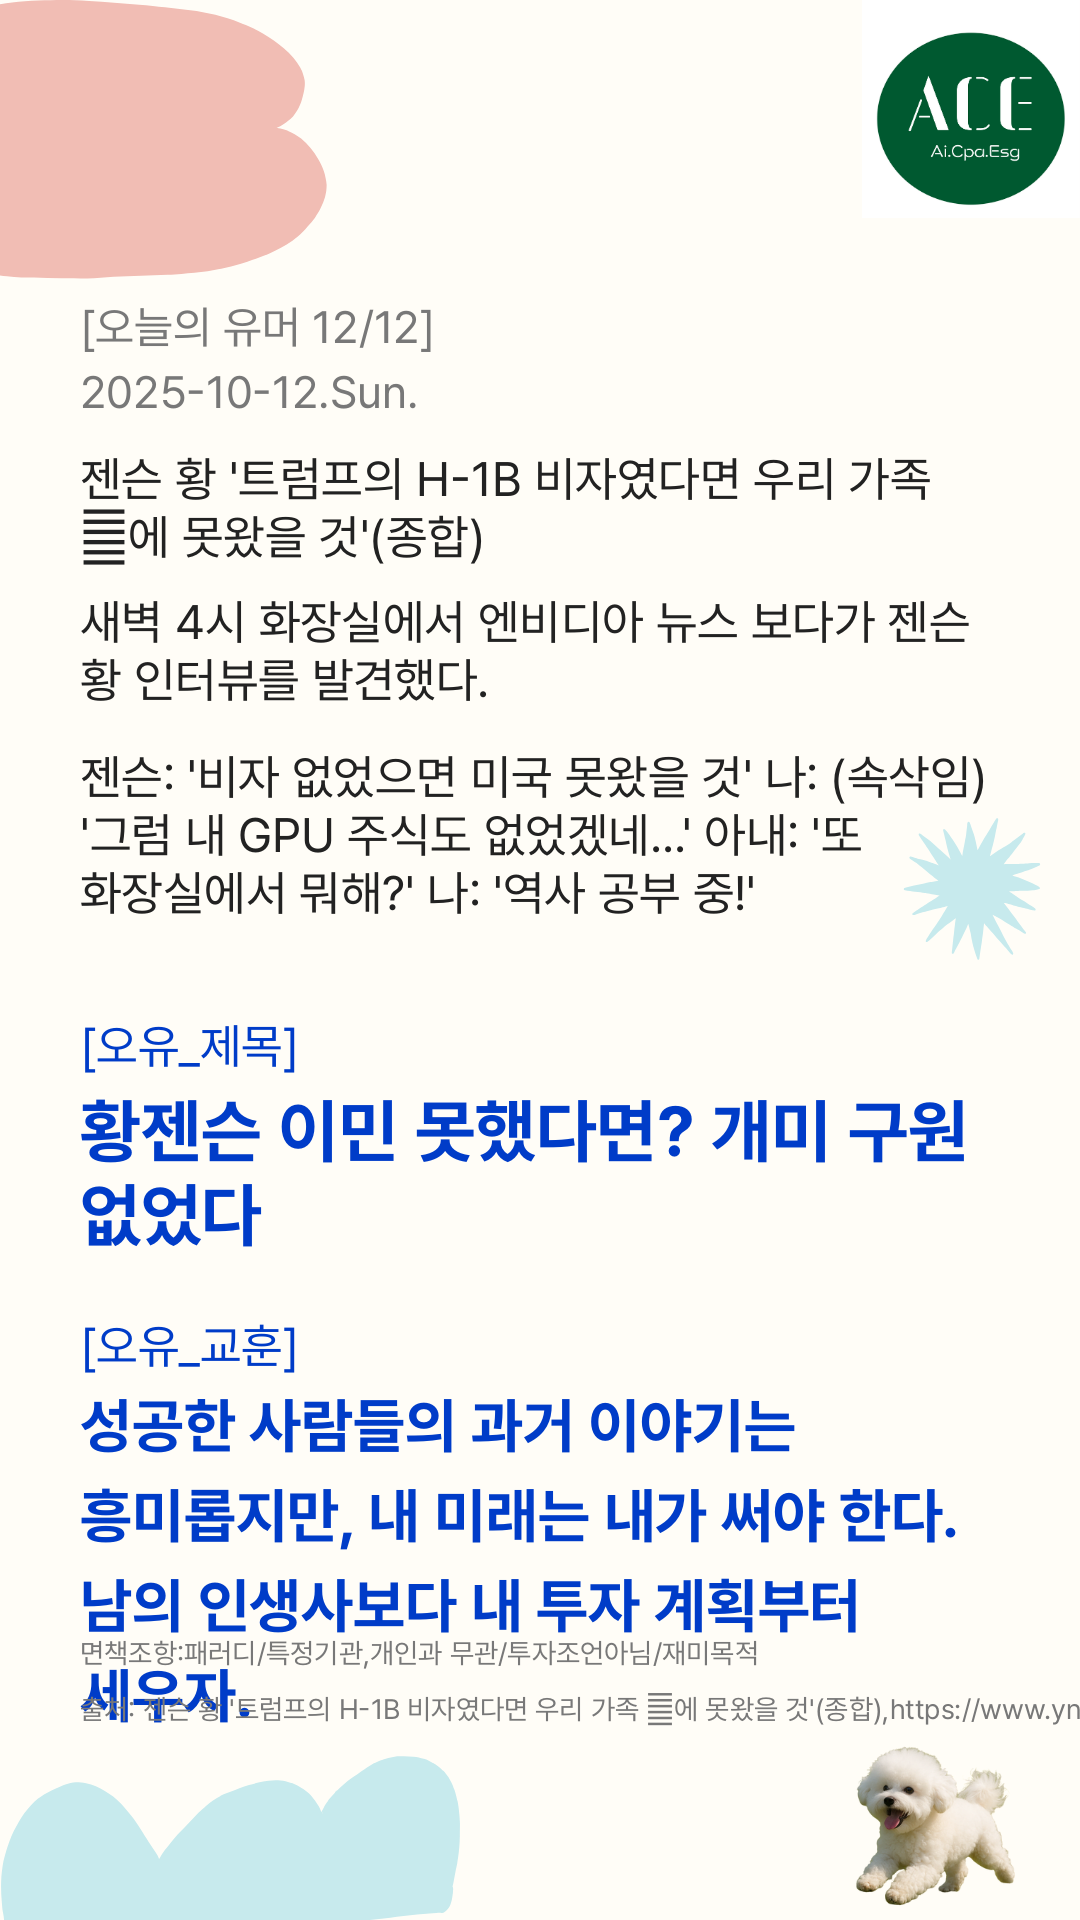 ACE
Ai.Cpa.Esg
[오늘의 유머 12/12]
2025-10-12.Sun.
젠슨 황 '트럼프의 H-1B 비자였다면 우리 가족
에 못왔을 것'(종합)
새벽 4시 화장실에서 엔비디아 뉴스 보다가 젠슨
황 인터뷰를 발견했다.
젠슨: '비자 없었으면 미국 못왔을 것' 나: (속삭임)
'그럼 내 GPU 주식도 없었겠네...' 아내: '또
화장실에서 뭐해?' 나: '역사 공부 중!'
[오유_제목]
황젠슨 이민 못했다면? 개미 구원
없었다
[오유_교훈]
성공한 사람들의 과거 이야기는
흥미롭지만, 내 미래는 내가 써야 한다.
남의 인생사보다 내 투자 계획부터
면책조항:패러디/특정기관,개인과 무관/투자조언아님/재미목적
세우자.
출처: 젠슨 황 '트럼프의 H-1B 비자였다면 우리 가족 에 못왔을 것'(종합),https://www.yn